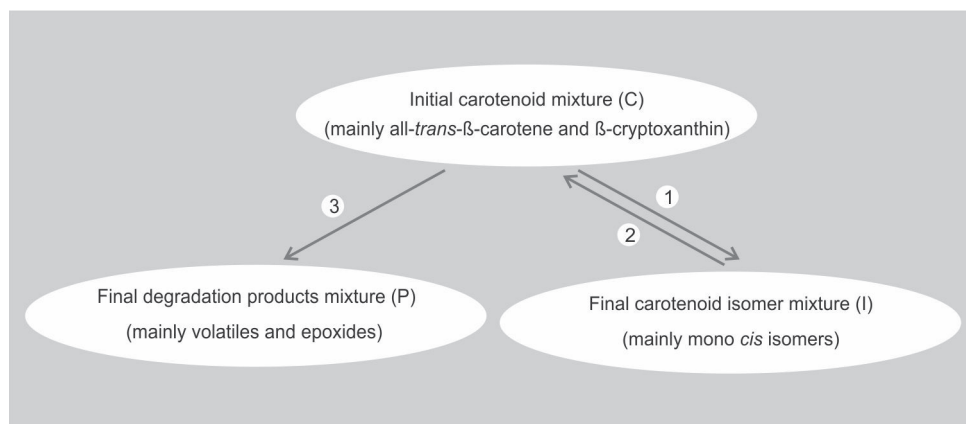 Initial carotenoid mixture (C)
(mainly all-trans-ß-carotene and ß-cryptoxanthin)
3
1
2
Final degradation products mixture (P)
(mainly volatiles and epoxides)
Final carotenoid isomer mixture (I)
(mainly mono cis isomers)